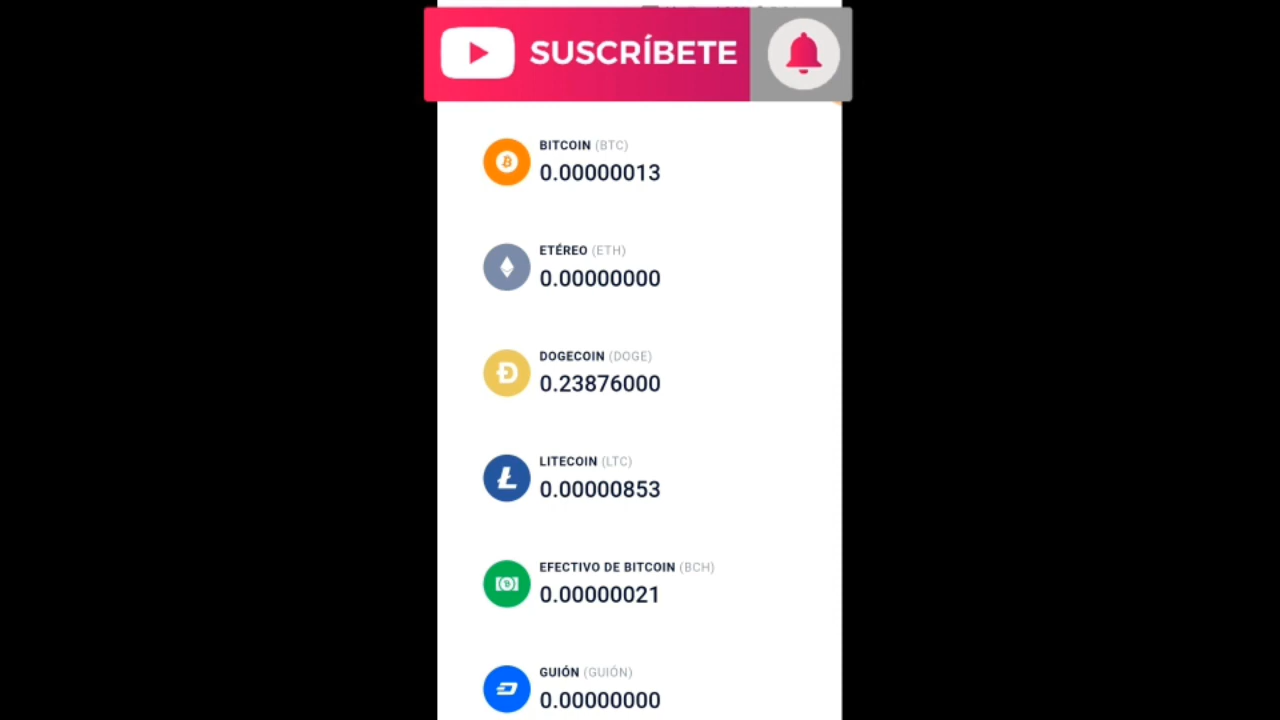 SUSCRÍBETE
BITCOIN (BTC)
0.00000013
ETÉREO (ETH)
0.00000000
DOGECOIN (DOGE)
0.23876000
LITECOIN (LTC)
0.00000853
EFECTIVO DE BITCOIN (BCH)
0.00000021
GUIÓN (GUIÓN)
0.00000000